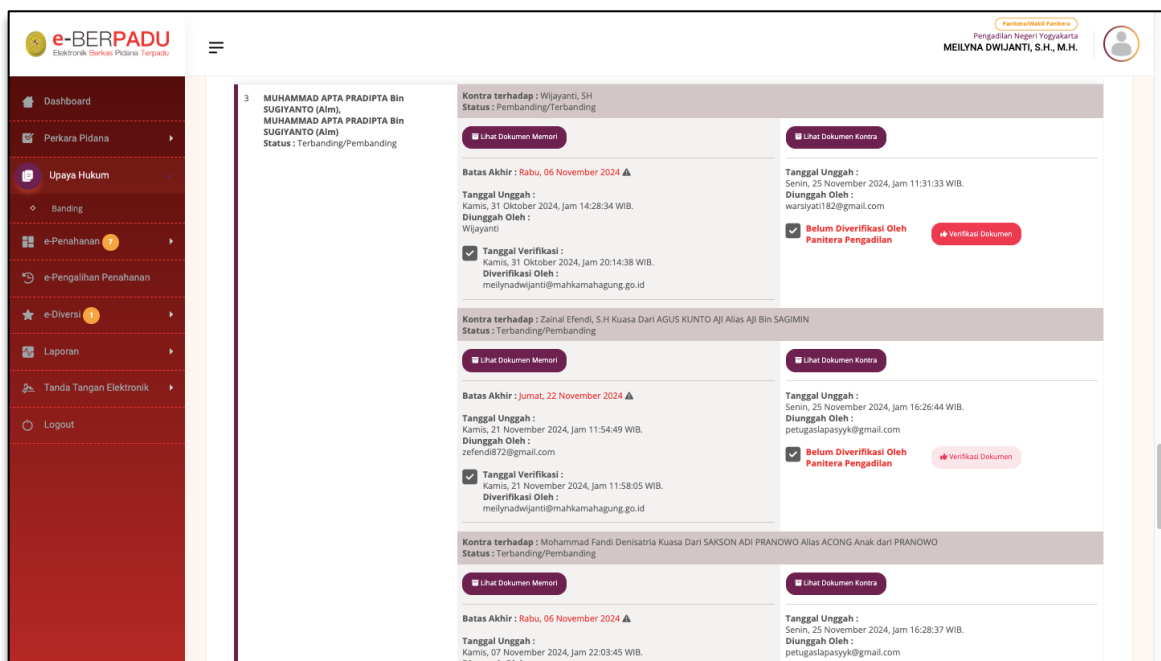 e-BERPADU
Elektronik Berkas Pidana Terpadu
Panitera/Wakil Panitera
Pengadilan Negeri Yogyakarta
MEILYNA DWIJANTI, S.H., M.H.
Dashboard
Perkara Pidana
Upaya Hukum
Banding
e-Penahanan 7
e-Pengalihan Penahanan
e-Diversi 1
Laporan
Tanda Tangan Elektronik
Logout
3 MUHAMMAD APTA PRADIPTA Bin
SUGIYANTO (Alm),
MUHAMMAD APTA PRADIPTA Bin
SUGIYANTO (Alm)
Status : Terbanding/Pembanding
Kontra terhadap : Wijayanti, SH
Status : Pembanding/Terbanding
Lihat Dokumen Memori
Batas Akhir : Rabu, 06 November 2024
Tanggal Unggah :
Kamis, 31 Oktober 2024, Jam 14:28:34 WIB.
Diunggah Oleh :
Wijayanti
Tanggal Verifikasi :
Kamis, 31 Oktober 2024, Jam 20:14:38 WIB.
Diverifikasi Oleh :
meilynadwijanti@mahkamahagung.go.id
Lihat Dokumen Kontra
Tanggal Unggah :
Senin, 25 November 2024, Jam 11:31:33 WIB.
Diunggah Oleh :
warsiyati182@gmail.com
Belum Diverifikasi Oleh
Panitera Pengadilan
Verifikasi Dokumen
Kontra terhadap : Zainal Efendi, S.H Kuasa Dari AGUS KUNTO AJI Alias AJI Bin SAGIMIN
Status : Terbanding/Pembanding
Lihat Dokumen Memori
Batas Akhir : Jumat, 22 November 2024
Tanggal Unggah :
Kamis, 21 November 2024, Jam 11:54:49 WIB.
Diunggah Oleh :
zefendi872@gmail.com
Tanggal Verifikasi :
Kamis, 21 November 2024, Jam 11:58:05 WIB.
Diverifikasi Oleh :
meilynadwijanti@mahkamahagung.go.id
Lihat Dokumen Kontra
Tanggal Unggah :
Senin, 25 November 2024, Jam 16:26:44 WIB.
Diunggah Oleh :
petugaslapasyyk@gmail.com
Belum Diverifikasi Oleh
Panitera Pengadilan
Verifikasi Dokumen
Kontra terhadap : Mohammad Fandi Denisatria Kuasa Dari SAKSON ADI PRANOWO Alias ACONG Anak dari PRANOWO
Status : Terbanding/Pembanding
Lihat Dokumen Memori
Batas Akhir : Rabu, 06 November 2024
Tanggal Unggah :
Kamis, 07 November 2024, Jam 22:03:45 WIB.
Lihat Dokumen Kontra
Tanggal Unggah :
Senin, 25 November 2024, Jam 16:28:37 WIB.
Diunggah Oleh :
petugaslapasyyk@gmail.com